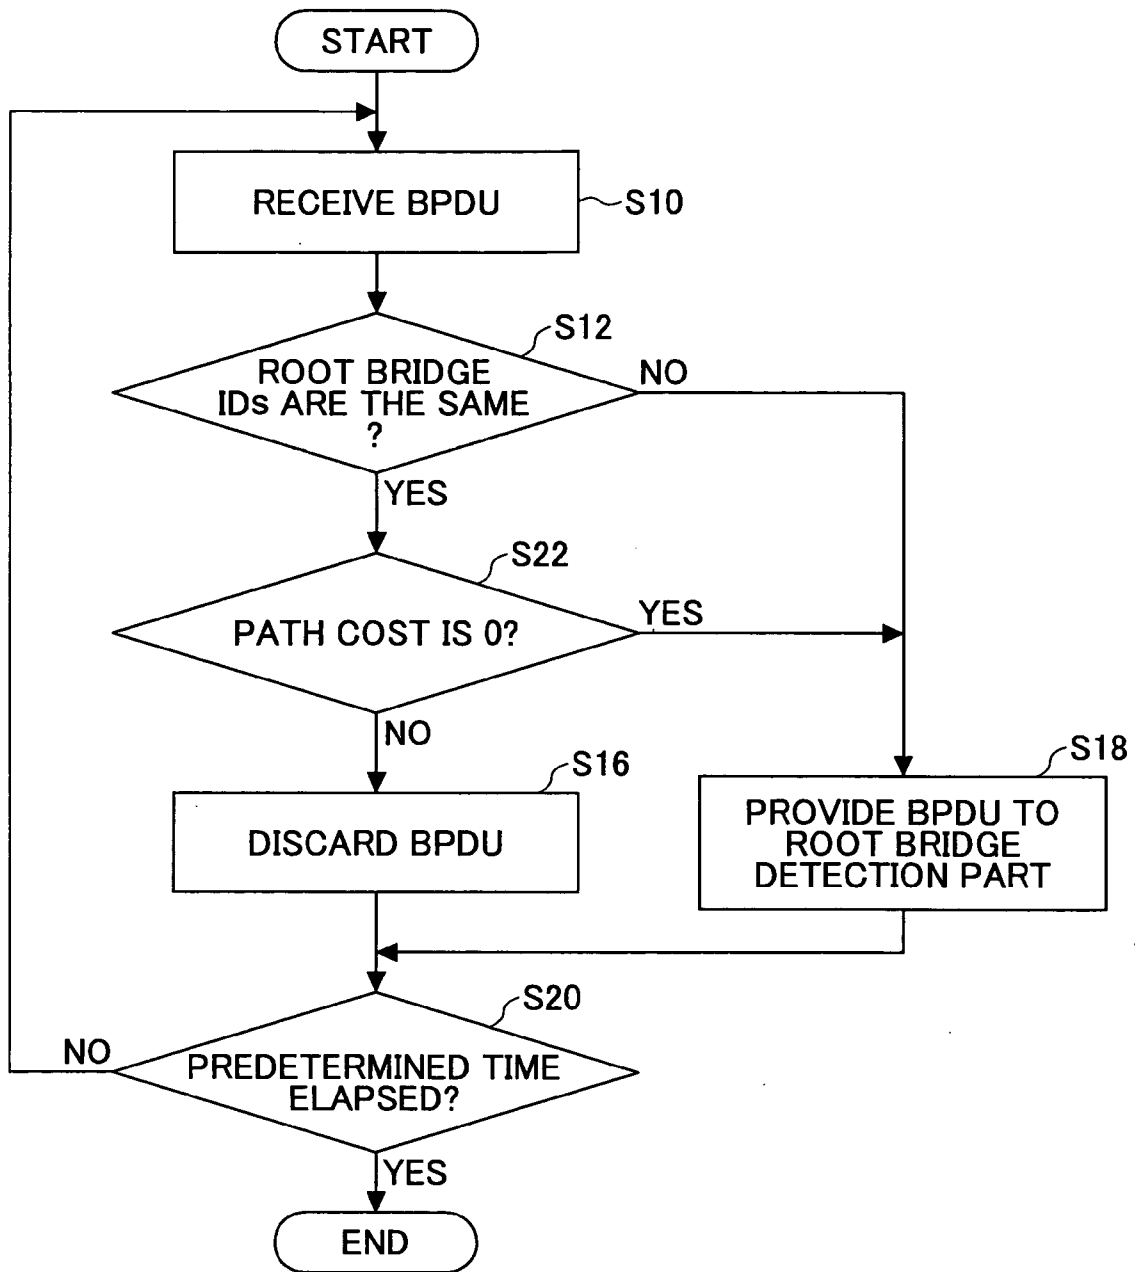 START
RECEIVE BPDU
S10
S12
ROOT BRIDGE
IDs ARE THE SAME
?
NO
YES
S22
PATH COST IS 0?
YES
NO
S16
DISCARD BPDU
S18
PROVIDE BPDU TO
ROOT BRIDGE
DETECTION PART
S20
PREDETERMINED TIME
ELAPSED?
NO
YES
END